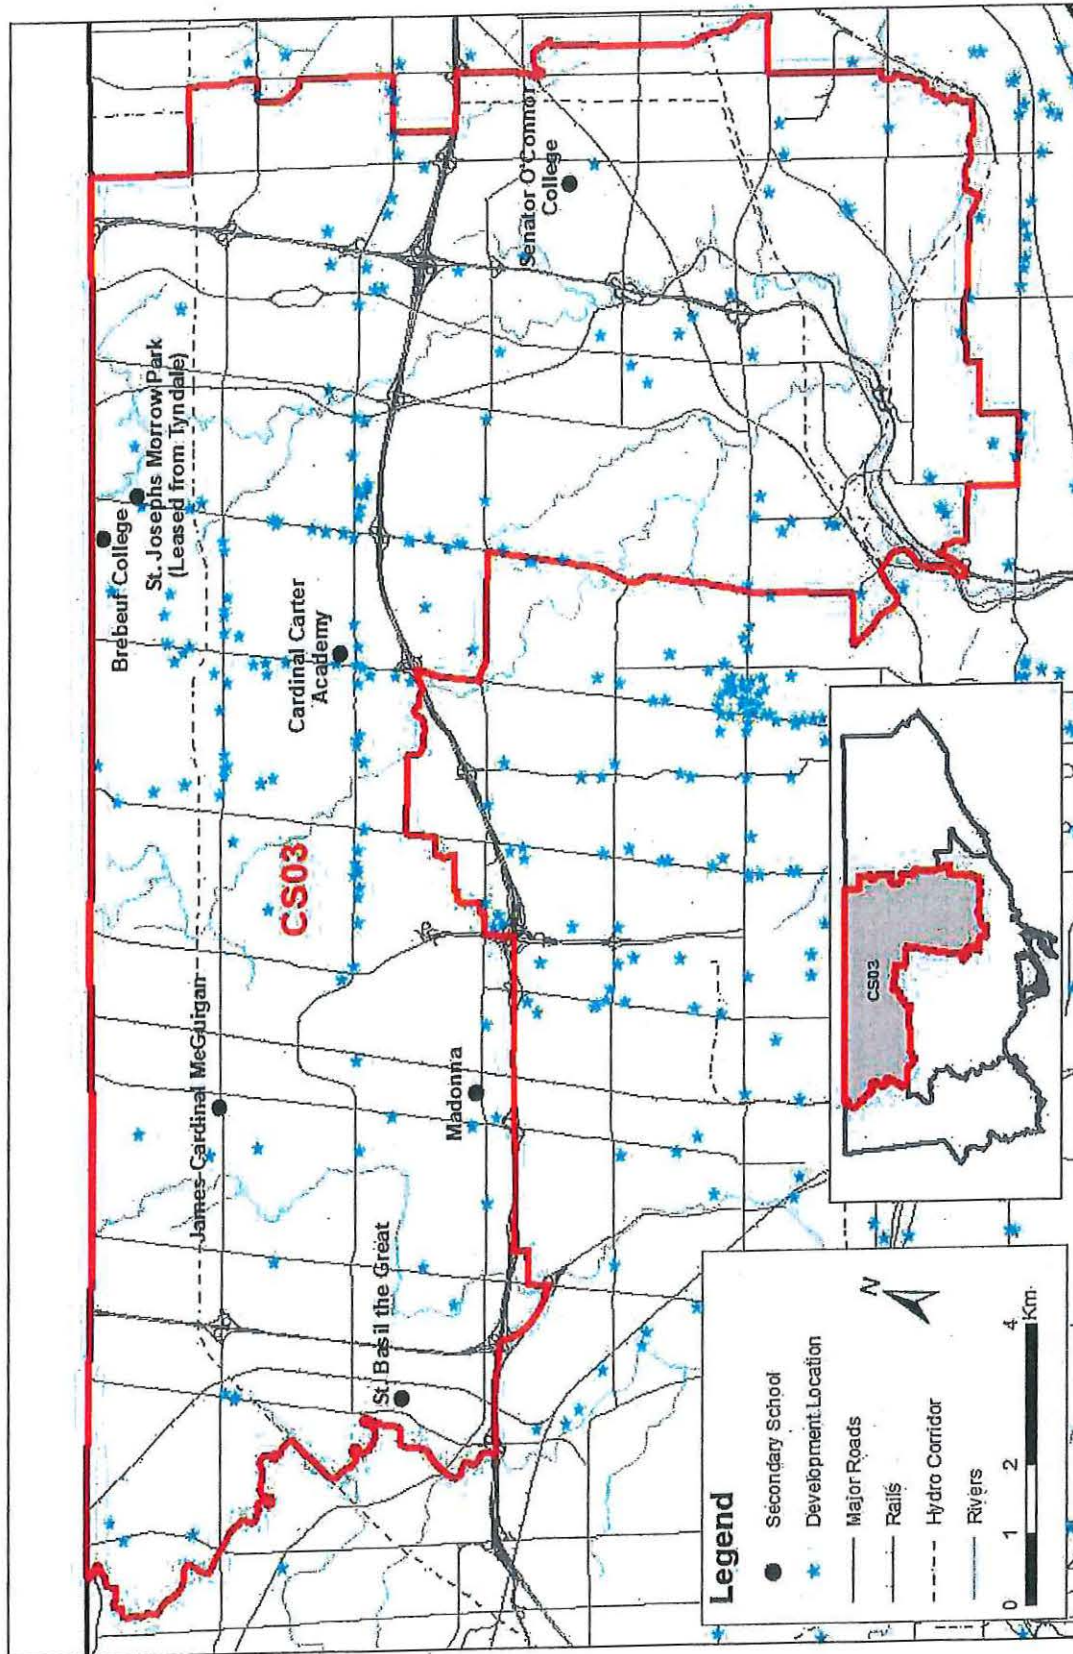 Brebeuf College
St. Josephs Morrow Park
(Leased from Tyndale)
James Cardinal McGuigan
CS03
Cardinal Carter
Academy
St. Basil the Great
Madonna
Senator O'Connor
College
Legend
Secondary School
Development Location
Major Roads
Rails
Hydro Corridor
Rivers
N
0 1 2 4
Km
CS03